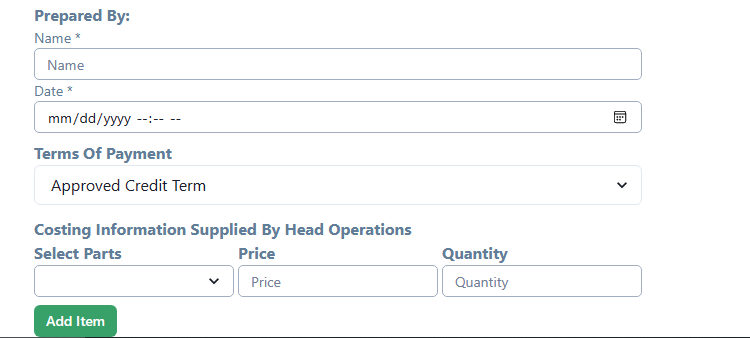 Prepared By:
Name *
Name
Date *
mm/dd/yyyy --:-- --
Terms Of Payment
Approved Credit Term
Costing Information Supplied By Head Operations
Select Parts Price Quantity
Price Quantity
Add Item